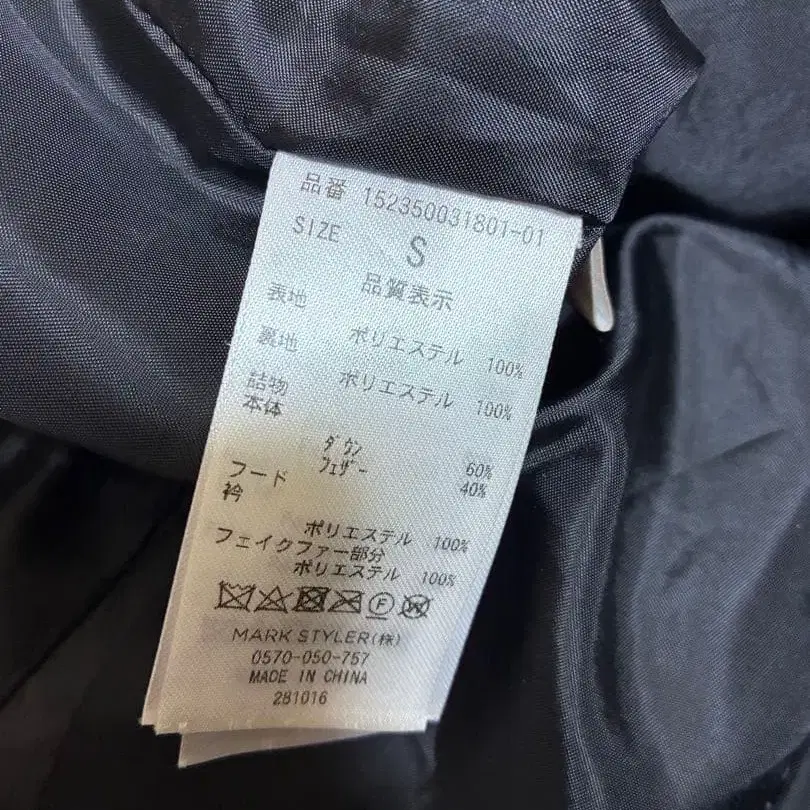 品番 152350031801-01
SIZE S
品質表示
表地
ポリエステル 100%
裏地
ポリエステル 100%
詰物
本体
ダウン 60%
フェザー 40%
フード
衿
ポリエステル 100%
フェイクファー部分
ポリエステル 100%
F W
MARK STYLER(株)
0570-050-757
MADE IN CHINA
281016